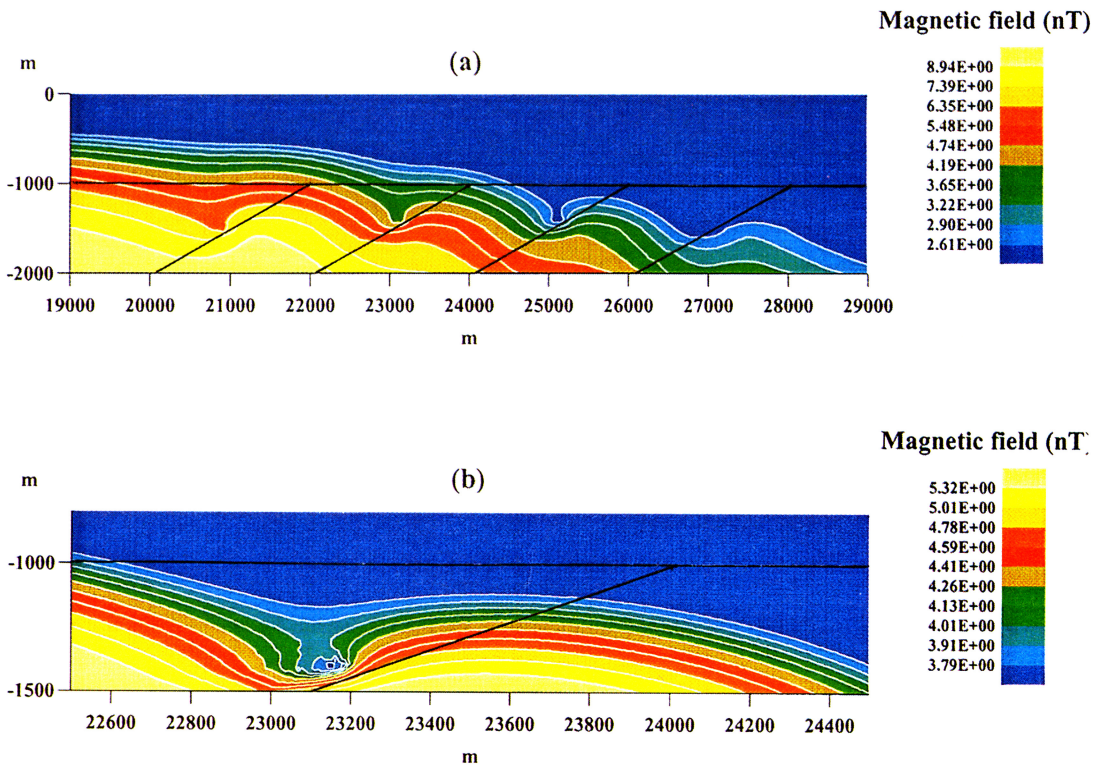 Magnetic field (nT)
(a)
m
8.94E+00
7.39E+00
6.35E+00
5.48E+00
4.74E+00
4.19E+00
3.65E+00
3.22E+00
2.90E+00
2.61E+00
0
-1000
-2000
19000 20000 21000 22000 23000 24000 25000 26000 27000 28000 29000
m
Magnetic field (nT)
(b)
m
5.32E+00
5.01E+00
4.78E+00
4.59E+00
4.41E+00
4.26E+00
4.13E+00
4.01E+00
3.91E+00
3.79E+00
-1000
-1500
22600 22800 23000 23200 23400 23600 23800 24000 24200 24400
m